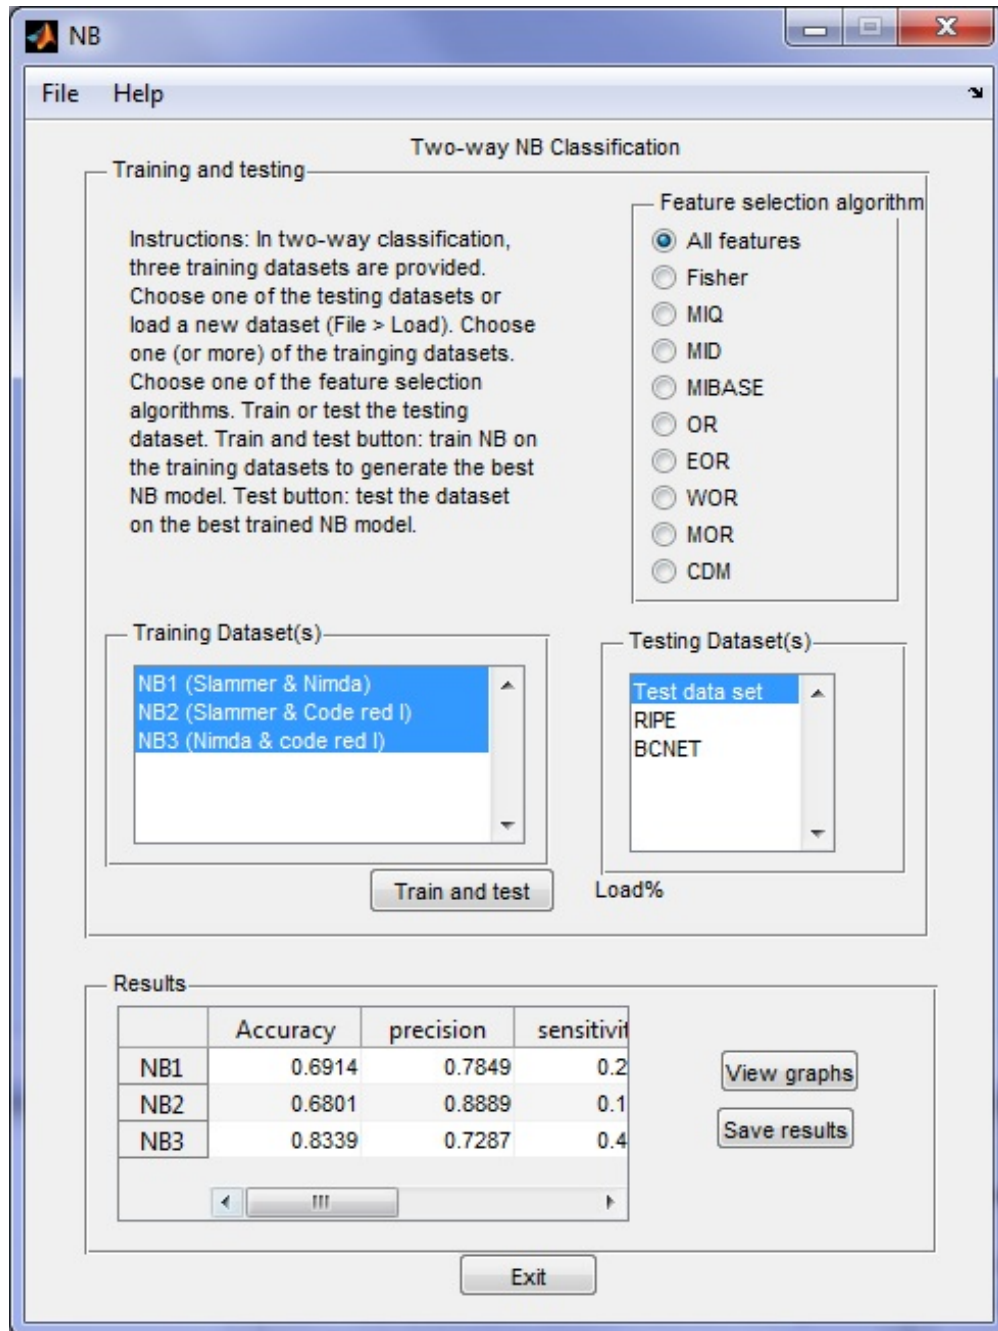 NB
File Help
Two-way NB Classification
Training and testing
Instructions: In two-way classification,
three training datasets are provided.
Choose one of the testing datasets or
load a new dataset (File > Load). Choose
one (or more) of the trainging datasets.
Choose one of the feature selection
algorithms. Train or test the testing
dataset. Train and test button: train NB on
the training datasets to generate the best
NB model. Test button: test the dataset
on the best trained NB model.
Feature selection algorithm
All features
Fisher
MIQ
MID
MIBASE
OR
EOR
WOR
MOR
CDM
Training Dataset(s)
NB1 (Slammer & Nimda)
NB2 (Slammer & Code red I)
NB3 (Nimda & code red I)
Train and test
Testing Dataset(s)
Test data set
RIPE
BCNET
Load%
Results
Accuracy precision sensitivit
NB1 0.6914 0.7849 0.2
NB2 0.6801 0.8889 0.1
NB3 0.8339 0.7287 0.4
View graphs
Save results
Exit